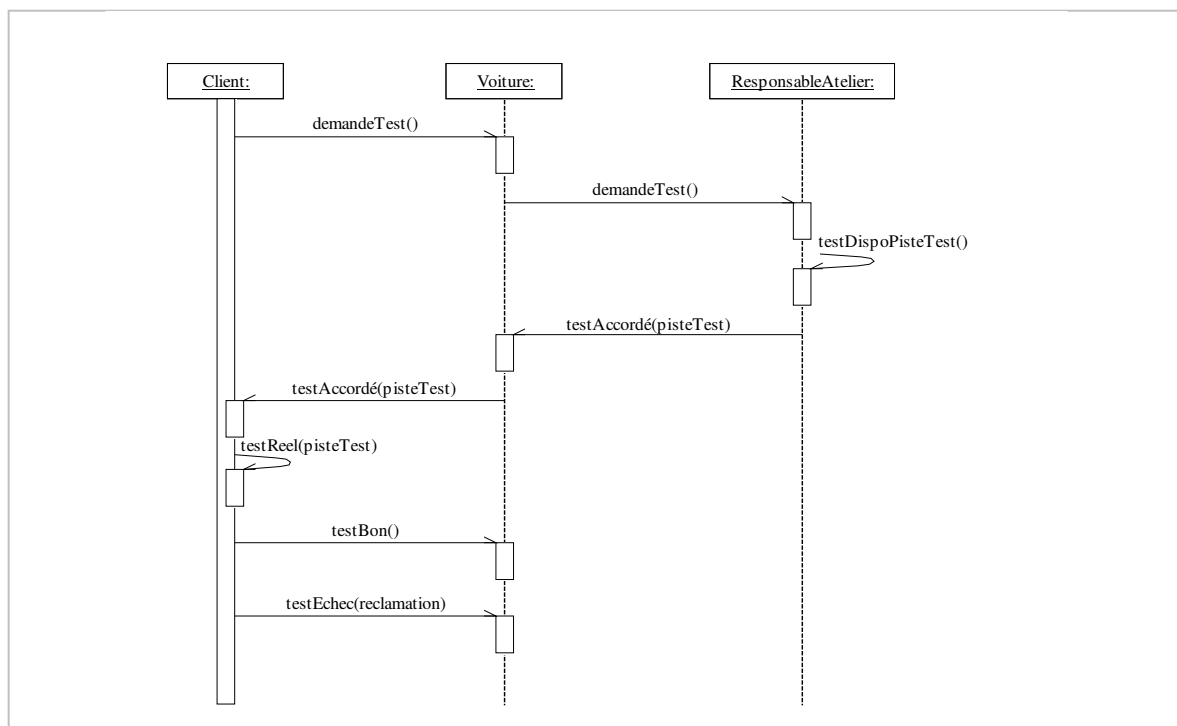 Client:
Voiture:
ResponsableAtelier:
demandeTest()
demandeTest()
testDispoPisteTest()
testAccordé(pisteTest)
testAccordé(pisteTest)
testReel(pisteTest)
testBon()
testEchec(reclamation)